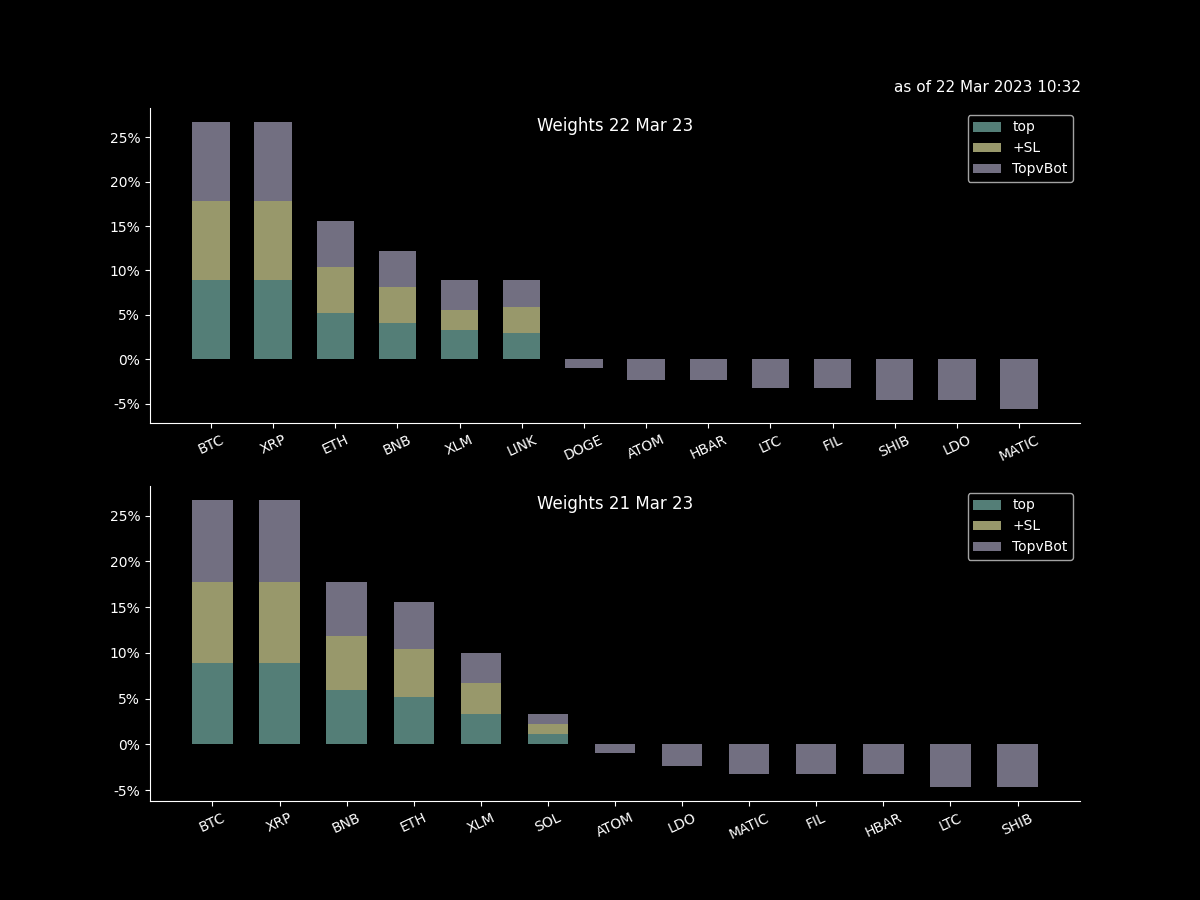 as of 22 Mar 2023 10:32
Weights 22 Mar 23
top
+SL
TopvBot
25%
20%
15%
10%
5%
0%
-5%
BTC XRP ETH BNB XLM LINK DOGE ATOM HBAR LTC FIL SHIB LDO MATIC
Weights 21 Mar 23
top
+SL
TopvBot
25%
20%
15%
10%
5%
0%
-5%
BTC XRP BNB ETH XLM SOL ATOM LDO MATIC FIL HBAR LTC SHIB